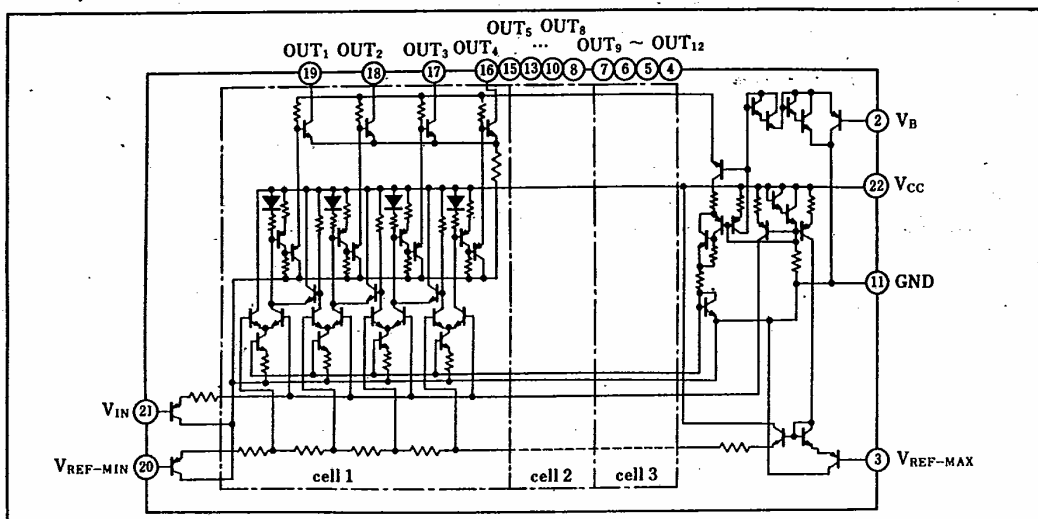 OUT5 OUT8
OUT1 OUT2 OUT3 OUT4 ... OUT9 ~ OUT12
19 18 17 16 15 13 10 8 7 6 5 4
2 VB
22 VCC
11 GND
VIN 21
VREF-MIN 20
3 VREF-MAX
cell 1 cell 2 cell 3